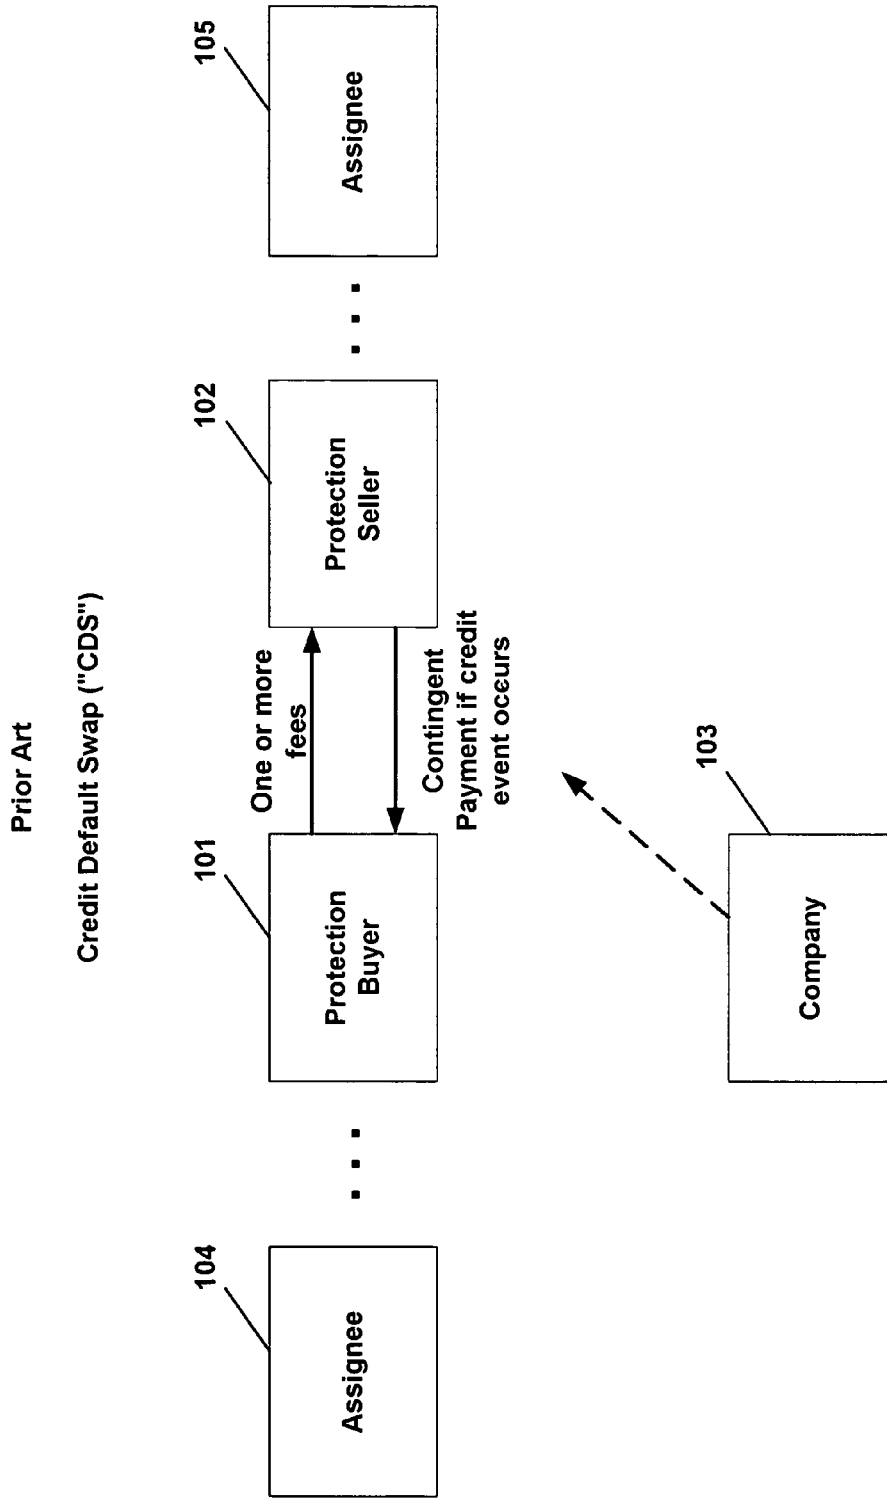 Prior Art
Credit Default Swap ("CDS")
104
101
102
105
Assignee
. . .
Protection
Buyer
One or more
fees
Contingent
Payment if credit
event occurs
Protection
Seller
. . .
Assignee
103
Company